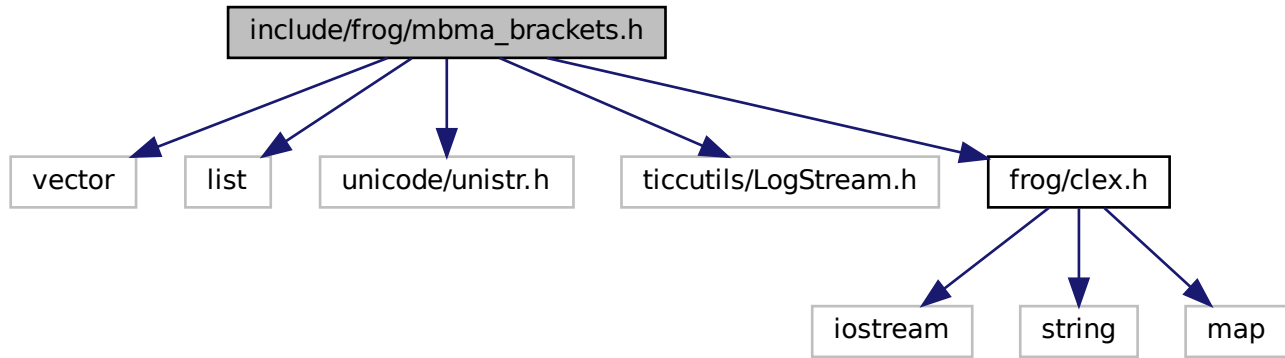 include/frog/mbma_brackets.h
vector
list
unicode/unistr.h
ticcutils/LogStream.h
frog/clex.h
iostream
string
map